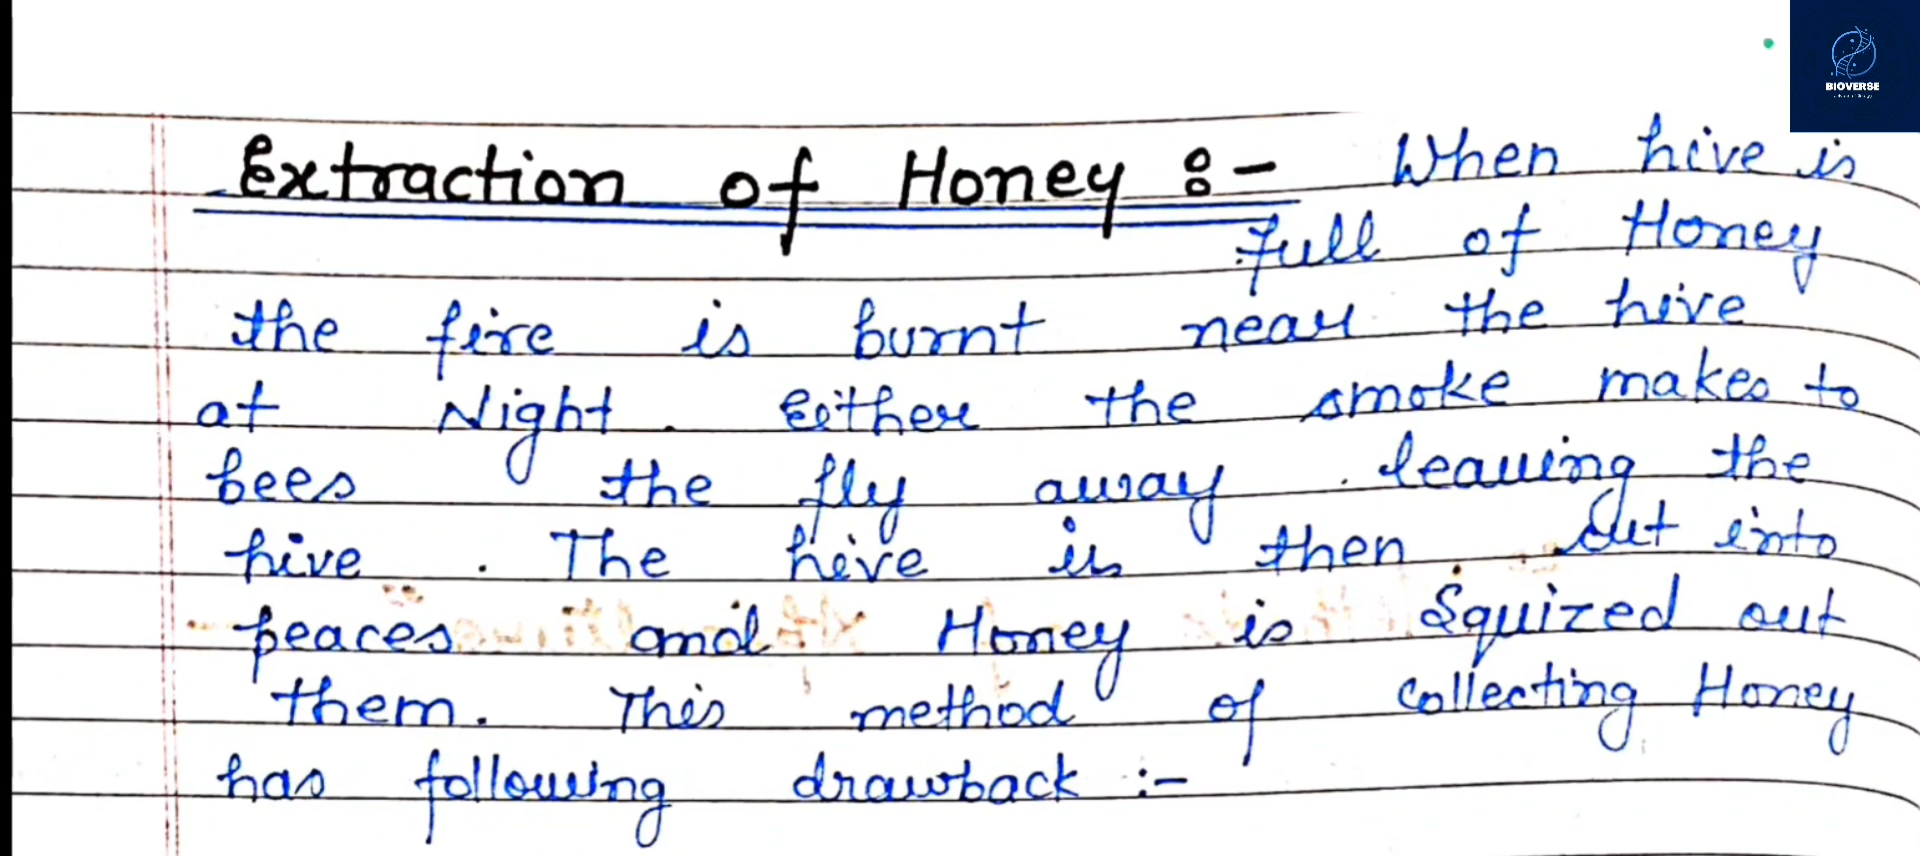 Extraction of Honey :- When hive is
full of Honey
the fire is burnt near the hive
at Night. Either the smoke makes to
bees the fly away . leaving the
hive . The hive is then cut into
peaces and Honey is Squized out
them. This method of collecting Honey
has following drawback :-
BIOVERSE